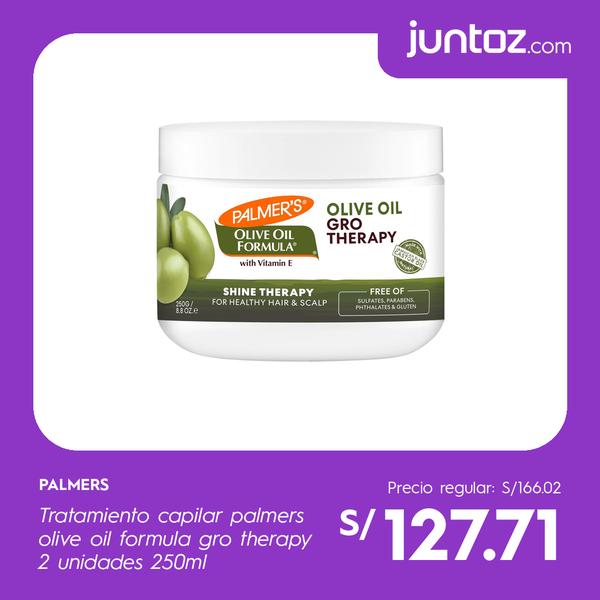 juntoz.com
PALMER'S®
OLIVE OIL
FORMULA®
with Vitamin E
OLIVE OIL
GRO
THERAPY
SHINE THERAPY
FOR HEALTHY HAIR & SCALP
250G/
8.8 OZ.e
FREE OF
SULFATES, PARABENS,
PHTHALATES & GLUTEN
PALMERS
Tratamiento capilar palmers
olive oil formula gro therapy
2 unidades 250ml
Precio regular: S/166.02
S/127.71